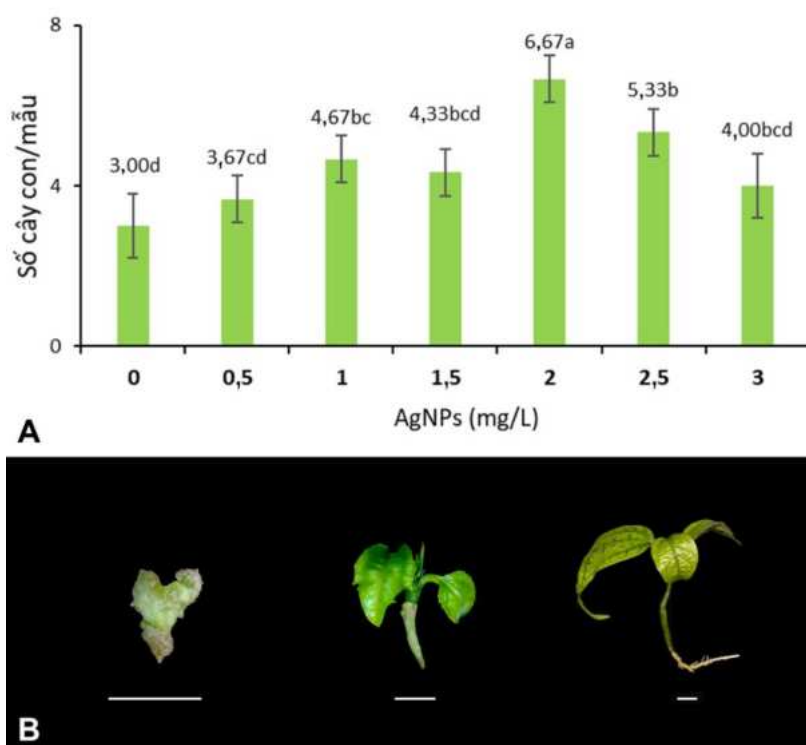 8
6,67a
5,33b
4,67bc
4,33bcd
4,00bcd
3,67cd
3,00d
4
0
Số cây con/mẫu
0 0,5 1 1,5 2 2,5 3
AgNPs (mg/L)
A
B